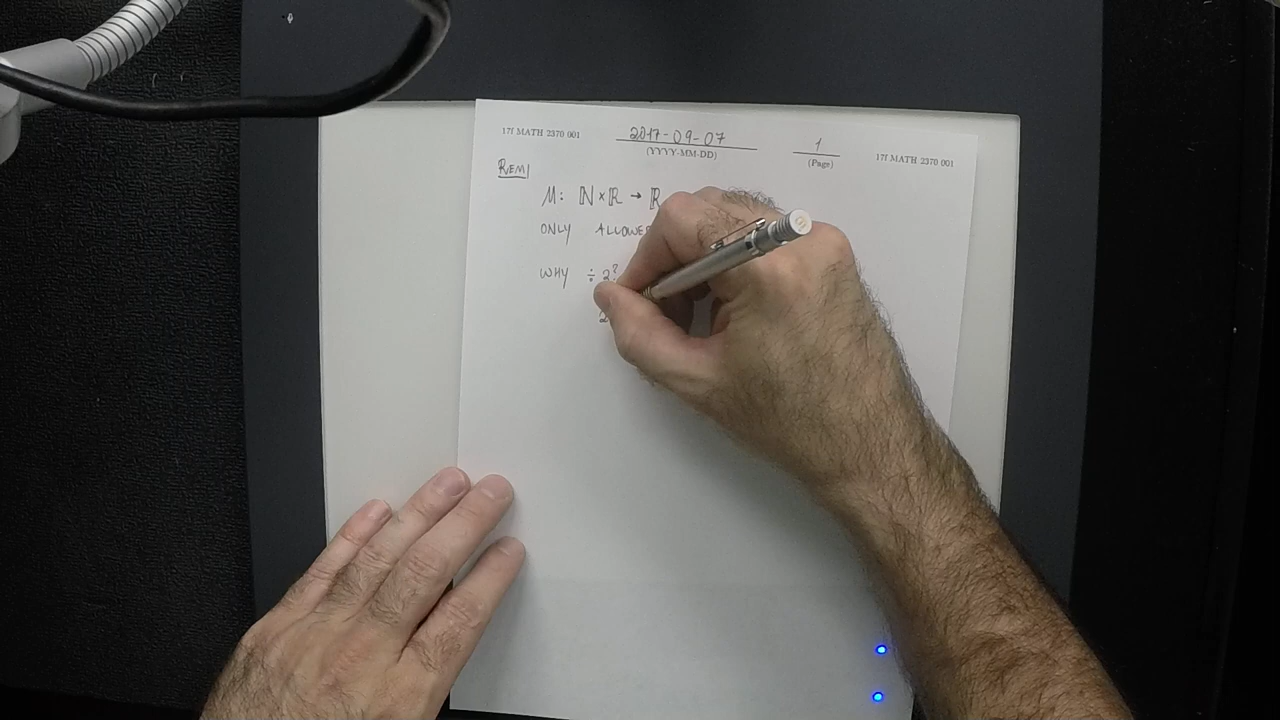 17f MATH 2370 001 2017-09-07 1 17f MATH 2370 001
(YYYY-MM-DD) (Page)
REM
M: ℕ×ℝ → ℝ
ONLY
WHY ÷ 2?
2